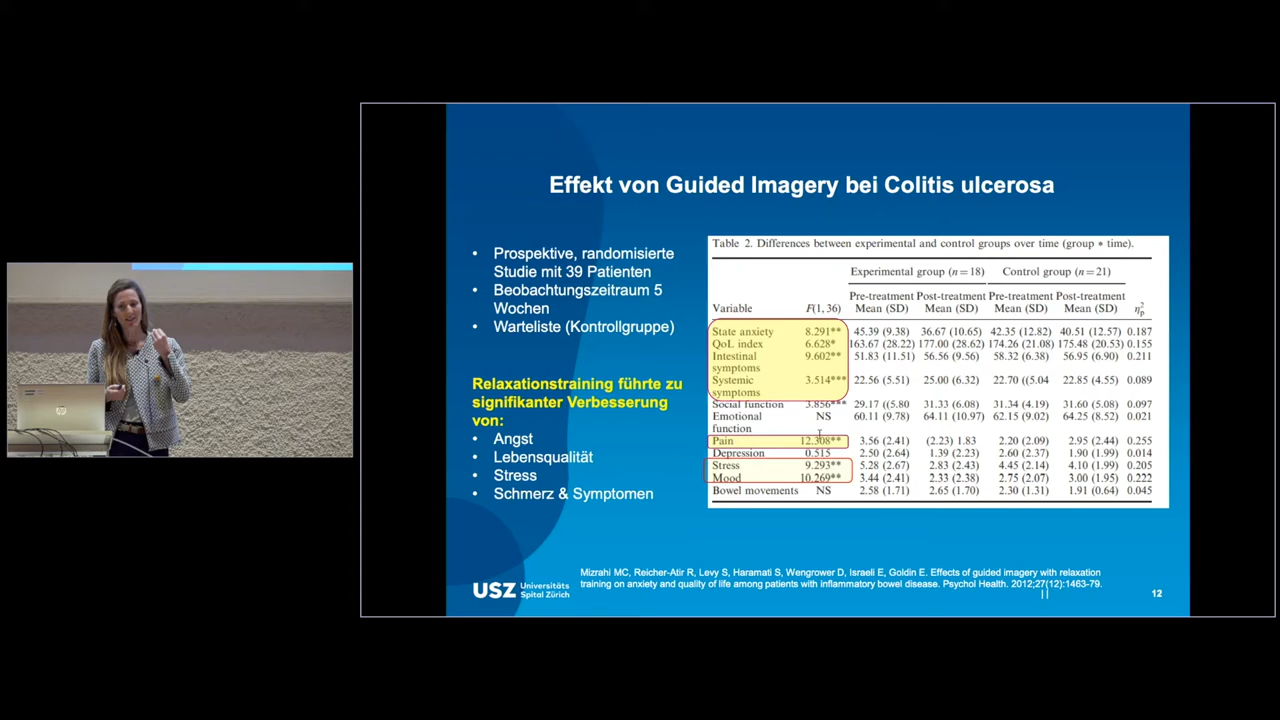 Effekt von Guided Imagery bei Colitis ulcerosa
• Prospektive, randomisierte
Studie mit 39 Patienten
• Beobachtungszeitraum 5
Wochen
• Warteliste (Kontrollgruppe)
Relaxationstraining führte zu
signifikanter Verbesserung
von:
• Angst
• Lebensqualität
• Stress
• Schmerz & Symptomen
Table 2. Differences between experimental and control groups over time (group * time).
Experimental group (n = 18) Control group (n = 21)
Pre-treatment Post-treatment Pre-treatment Post-treatment
Variable F(1, 36) Mean (SD) Mean (SD) Mean (SD) Mean (SD) η²p
State anxiety 8.291** 45.39 (9.38) 36.67 (10.65) 42.35 (12.82) 40.51 (12.57) 0.187
QoL index 6.628* 163.67 (28.22) 177.00 (28.62) 174.26 (21.08) 175.48 (20.53) 0.155
Intestinal 9.602** 51.83 (11.51) 56.56 (9.56) 58.32 (6.38) 56.95 (6.90) 0.211
symptoms
Systemic 3.514*** 22.56 (5.51) 25.00 (6.32) 22.70 ((5.04 22.85 (4.55) 0.089
symptoms
Social function 3.856*** 29.17 ((5.80 31.33 (6.08) 31.34 (4.19) 31.60 (5.08) 0.097
Emotional NS 60.11 (9.78) 64.11 (10.97) 62.15 (9.02) 64.25 (8.52) 0.021
function
Pain 12.308** 3.56 (2.41) (2.23) 1.83 2.20 (2.09) 2.95 (2.44) 0.255
Depression 0.515 2.50 (2.64) 1.39 (2.23) 2.60 (2.37) 1.90 (1.99) 0.014
Stress 9.293** 5.28 (2.67) 2.83 (2.43) 4.45 (2.14) 4.10 (1.99) 0.205
Mood 10.269** 3.44 (2.41) 2.33 (2.38) 2.75 (2.07) 3.00 (1.95) 0.222
Bowel movements NS 2.58 (1.71) 2.65 (1.70) 2.30 (1.31) 1.91 (0.64) 0.045
Mizrahi MC, Reicher-Atir R, Levy S, Haramati S, Wengrower D, Israeli E, Goldin E. Effects of guided imagery with relaxation
training on anxiety and quality of life among patients with inflammatory bowel disease. Psychol Health. 2012;27(12):1463-79.
USZ Universitäts
Spital Zürich
12